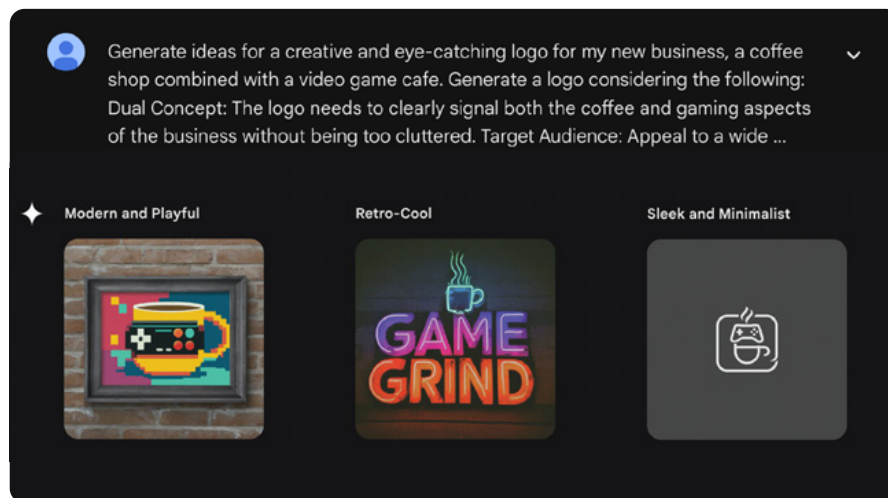 Generate ideas for a creative and eye-catching logo for my new business, a coffee
shop combined with a video game cafe. Generate a logo considering the following:
Dual Concept: The logo needs to clearly signal both the coffee and gaming aspects
of the business without being too cluttered. Target Audience: Appeal to a wide ...
Modern and Playful
Retro-Cool
Sleek and Minimalist
GAME
GRIND